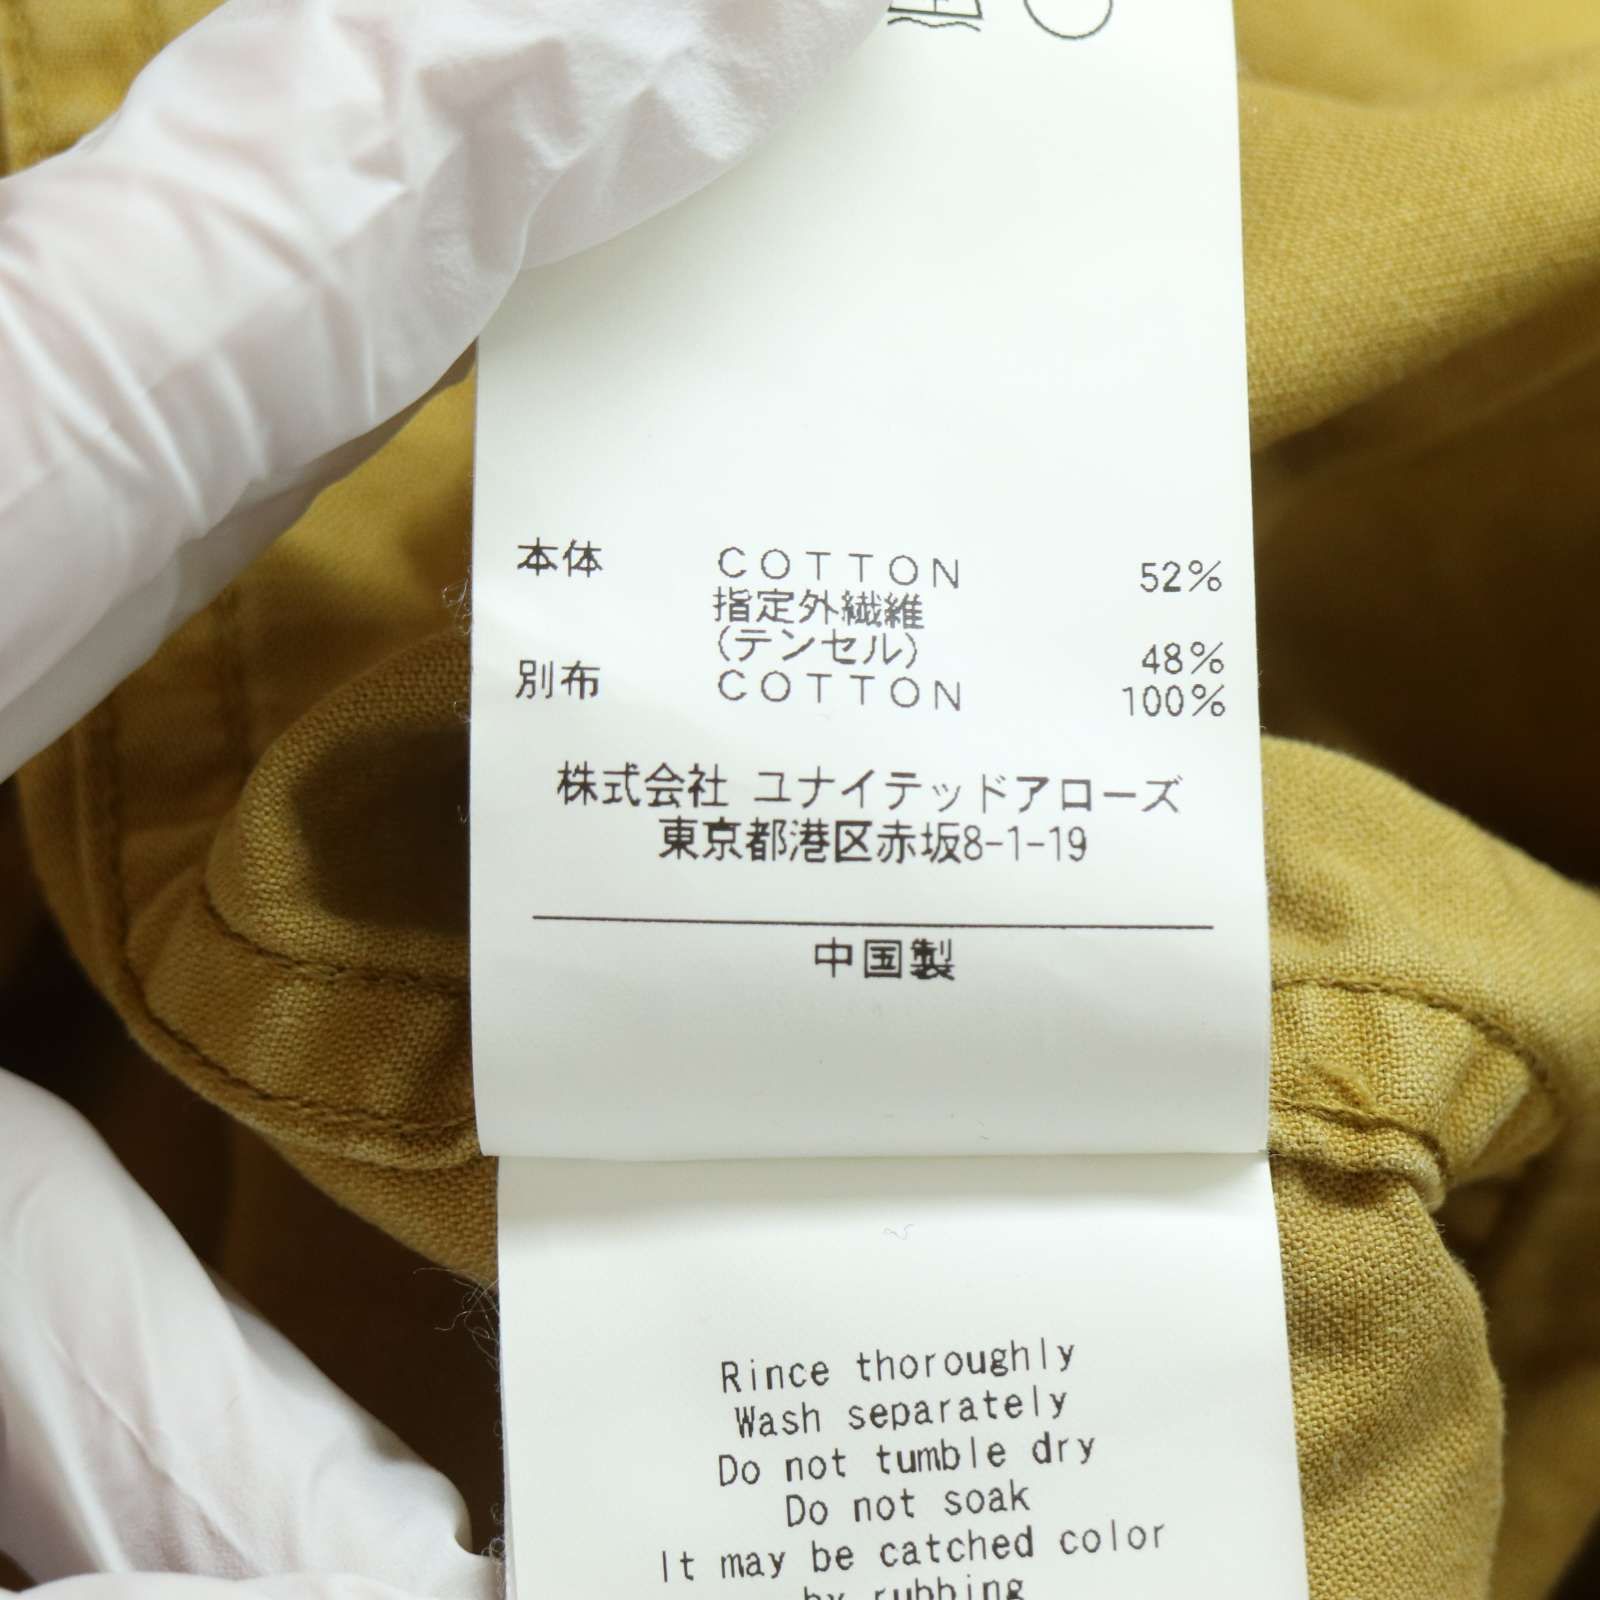 本体 COTTON 52%
指定外繊維
(テンセル) 48%
別布 COTTON 100%
株式会社 ユナイテッドアローズ
東京都港区赤坂8-1-19
中国製
Rince thoroughly
Wash separately
Do not tumble dry
Do not soak
It may be catched color
by rubbing